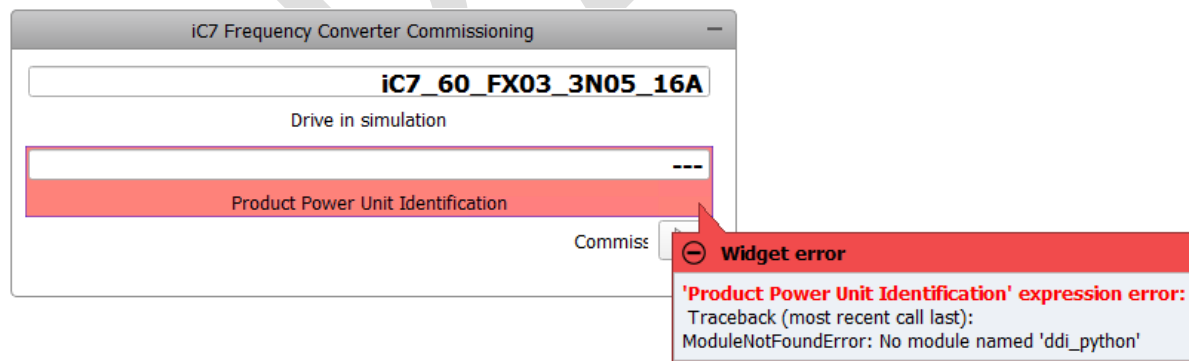 iC7 Frequency Converter Commissioning
iC7_60_FX03_3N05_16A
Drive in simulation
---
Product Power Unit Identification
Commiss
Widget error
'Product Power Unit Identification' expression error:
Traceback (most recent call last):
ModuleNotFoundError: No module named 'ddi_python'